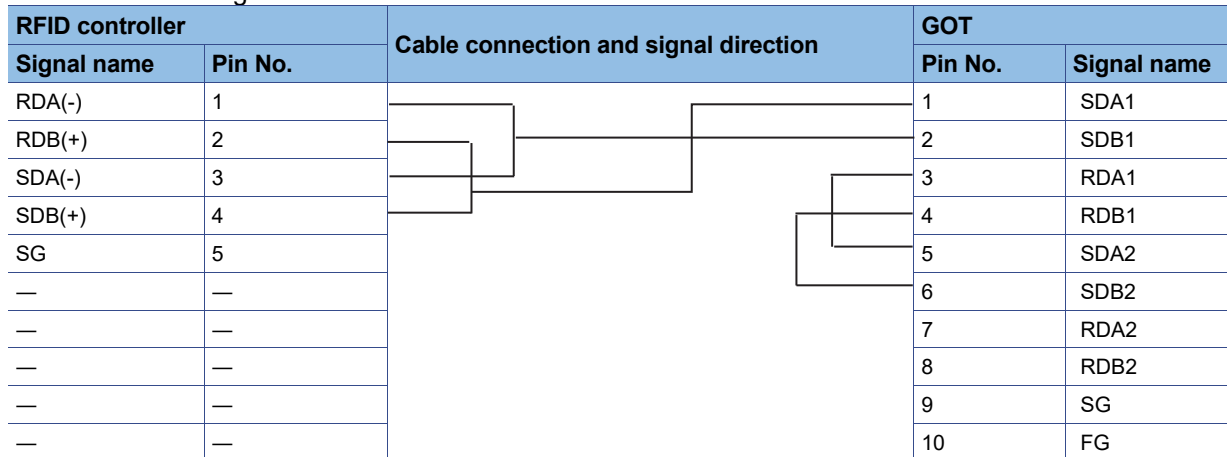 RFID controller Cable connection and signal direction GOT
Signal name Pin No. Pin No. Signal name
RDA(-) 1 1 SDA1
RDB(+) 2 2 SDB1
SDA(-) 3 3 RDA1
SDB(+) 4 4 RDB1
SG 5 5 SDA2
— — 6 SDB2
— — 7 RDA2
— — 8 RDB2
— — 9 SG
— — 10 FG